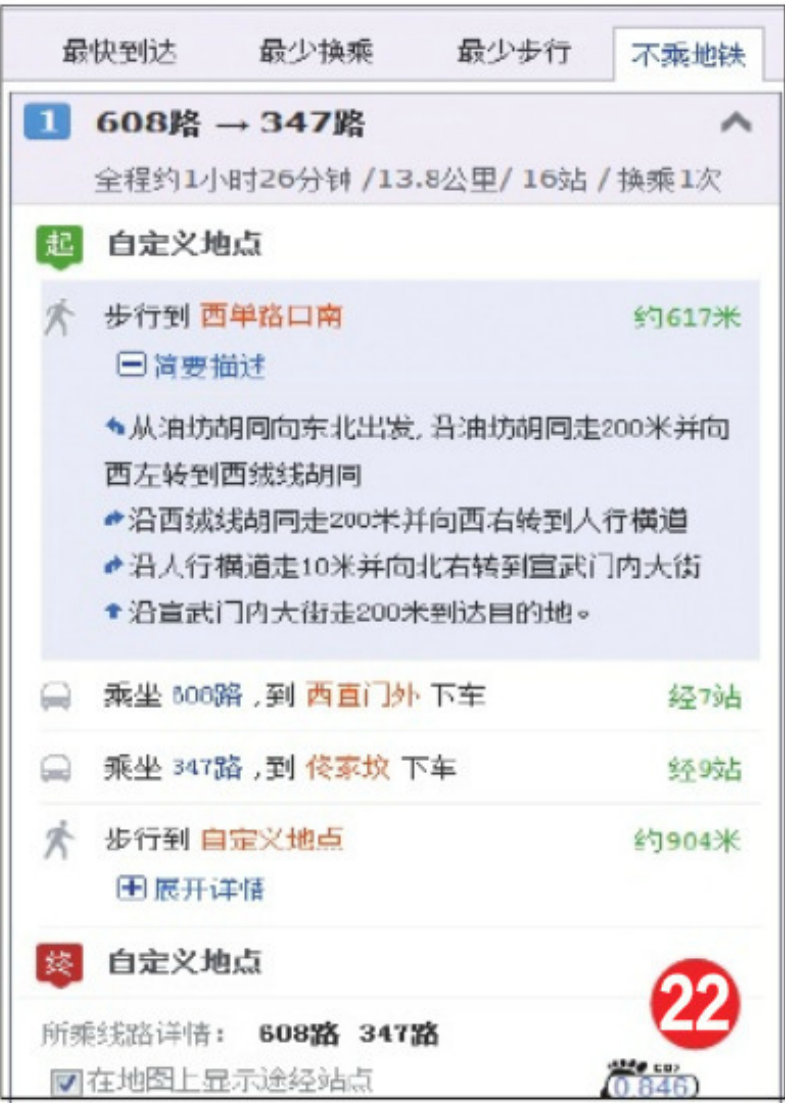 最快到达 最少换乘 最少步行 不乘地铁
1 608路 → 347路
全程约1小时26分钟 /13.8公里/ 16站 / 换乘1次
起 自定义地点
步行到 西单路口南 约617米
简要描述
从油坊胡同向东北出发, 沿油坊胡同走200米并向
西左转到西绒线胡同
沿西绒线胡同走200米并向西右转到人行横道
沿人行横道走10米并向北右转到宣武门内大街
沿宣武门内大街走200米到达目的地。
乘坐 608路 ,到 西直门外 下车 经7站
乘坐 347路 ,到 佟家坟 下车 经9站
步行到 自定义地点 约904米
展开详情
终 自定义地点
22
所乘线路详情: 608路 347路
在地图上显示途经站点 CO2
0.846